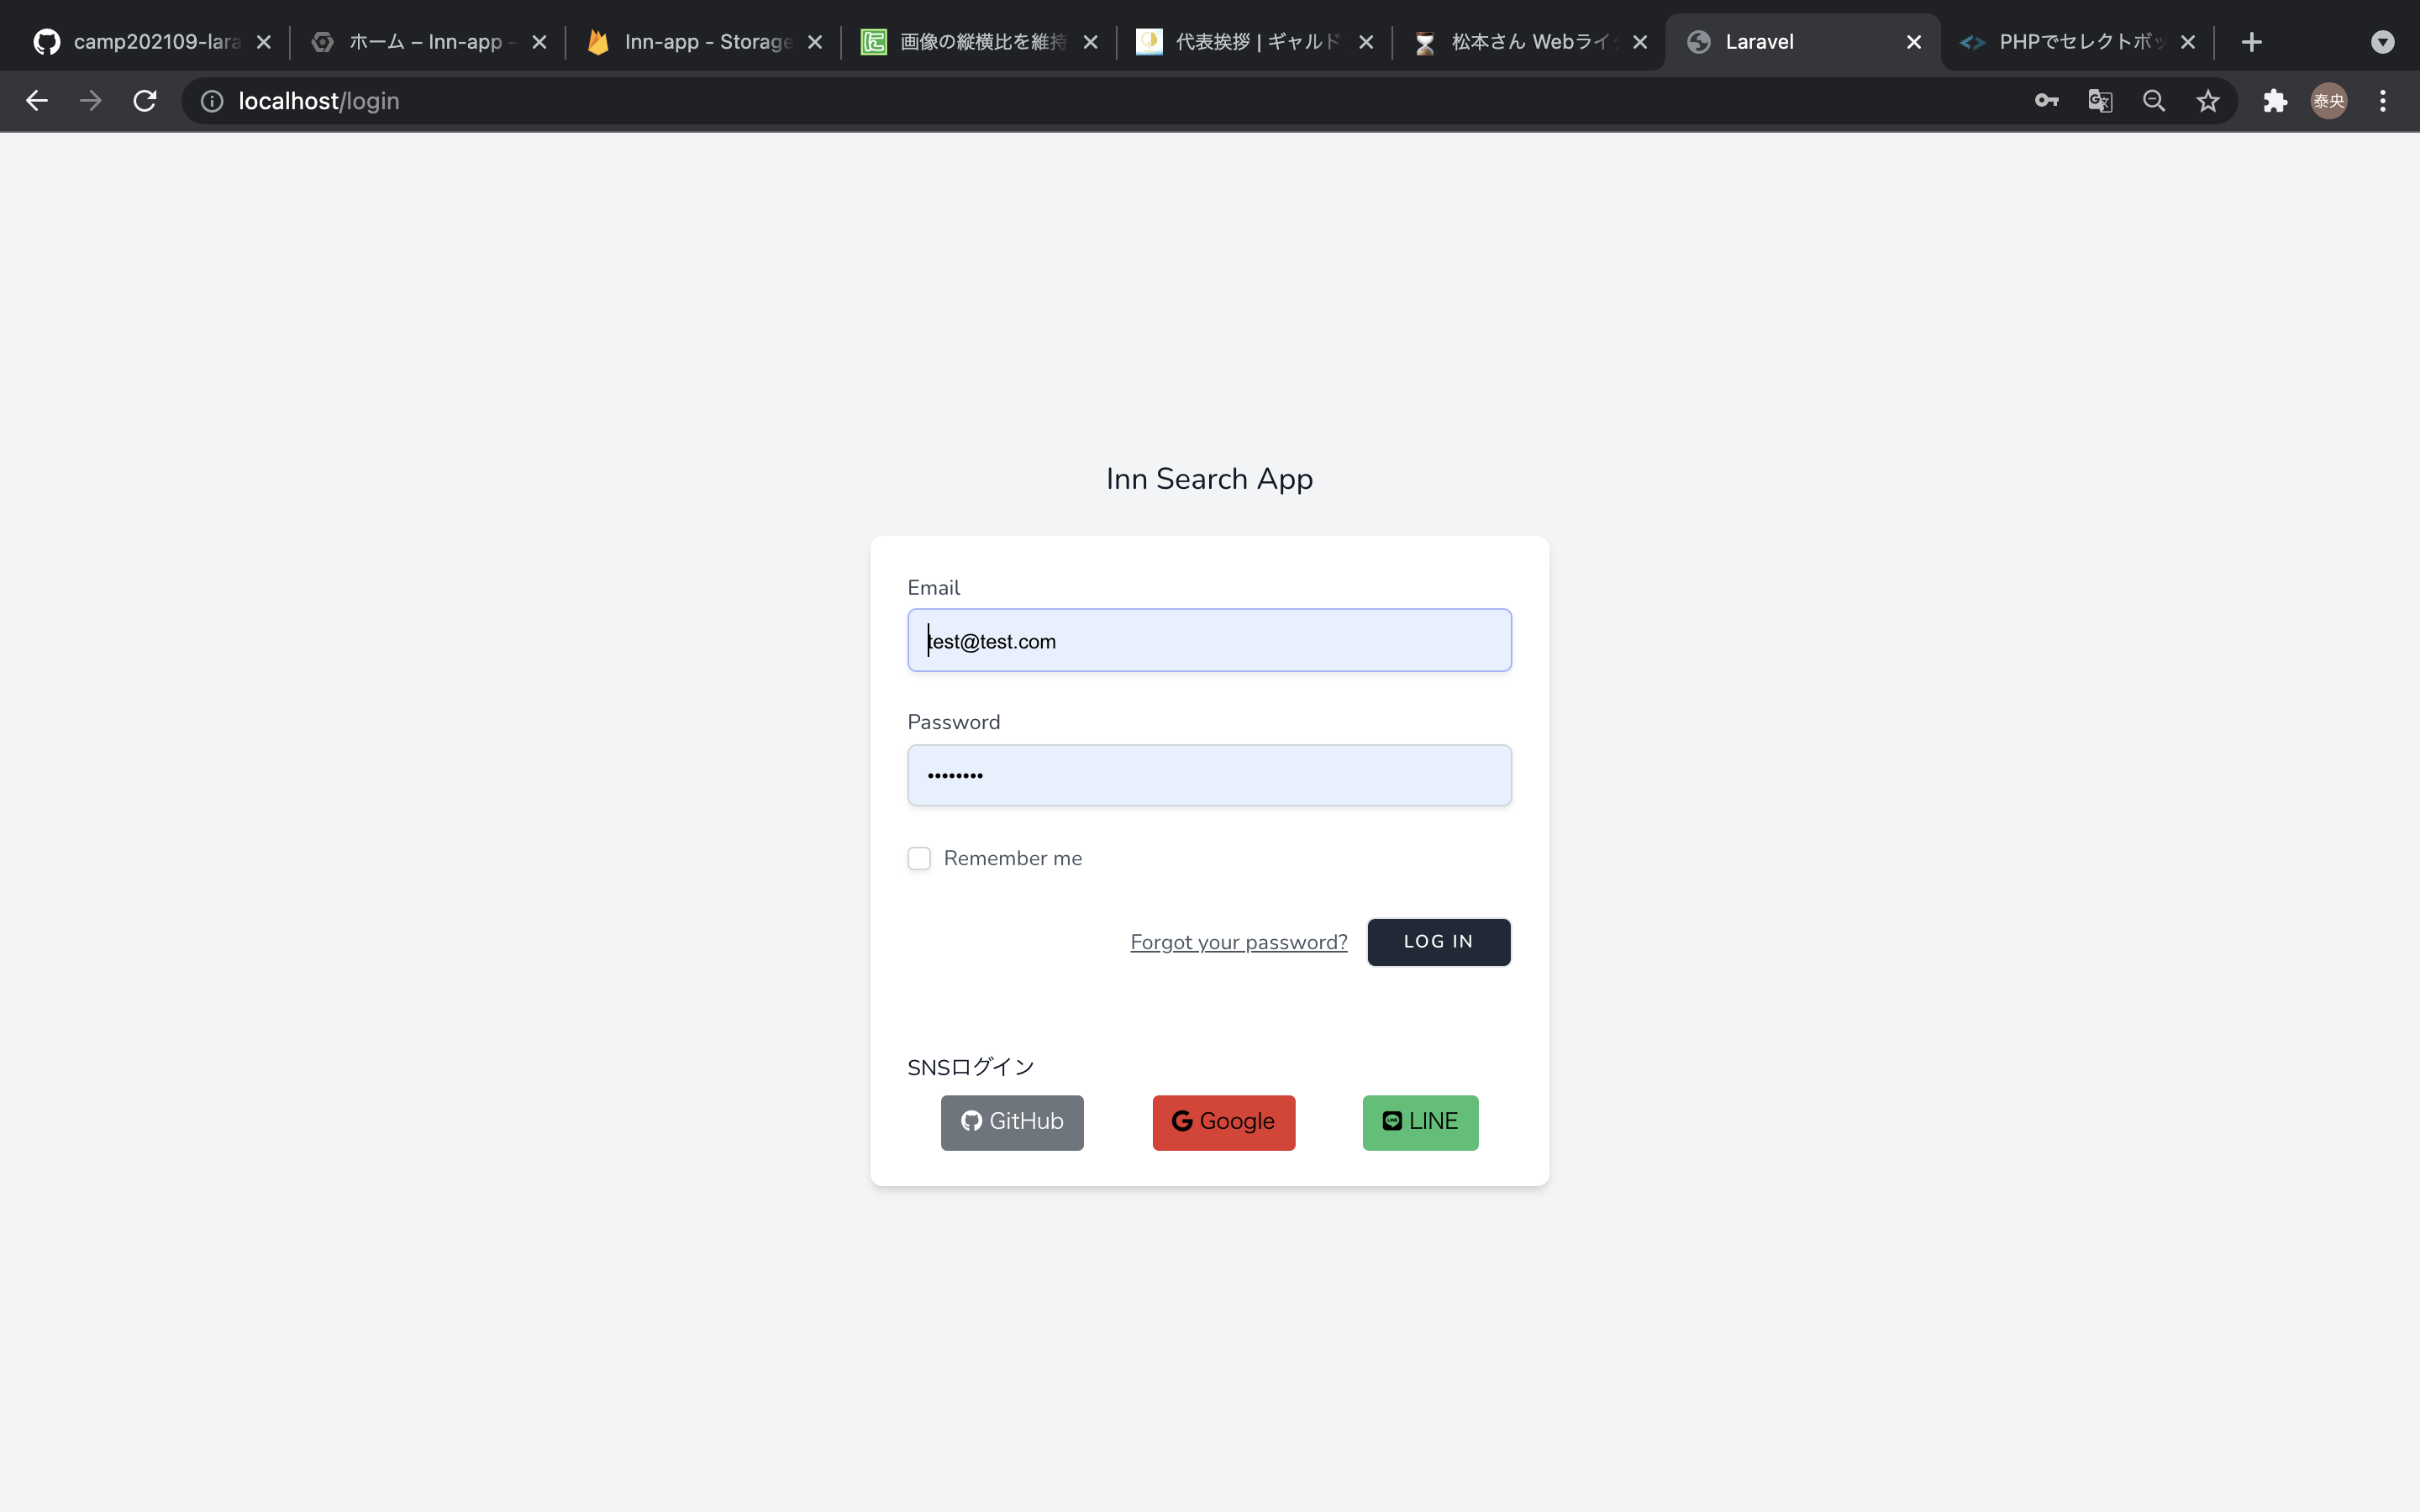 camp202109-lara
ホーム – Inn-app -
Inn-app - Storage
画像の縦横比を維持
代表挨拶 | ギャルド
松本さん Webライ
Laravel
PHPでセレクトボッ
localhost/login
泰央
Inn Search App
Email
test@test.com
Password
••••••••
Remember me
Forgot your password?
LOG IN
SNSログイン
GitHub
Google
LINE